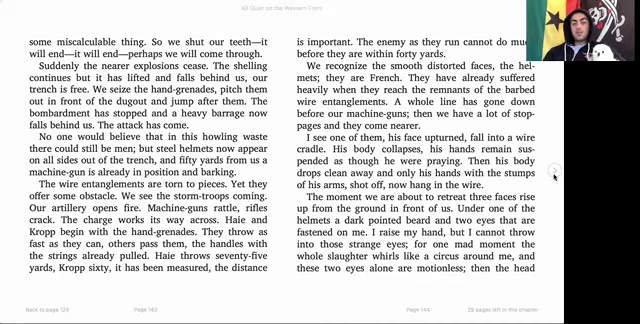 All Quiet on the Western Front
some miscalculable thing. So we shut our teeth—it
will end—it will end—perhaps we will come through.
Suddenly the nearer explosions cease. The shelling
continues but it has lifted and falls behind us, our
trench is free. We seize the hand-grenades, pitch them
out in front of the dugout and jump after them. The
bombardment has stopped and a heavy barrage now
falls behind us. The attack has come.
No one would believe that in this howling waste
there could still be men; but steel helmets now appear
on all sides out of the trench, and fifty yards from us a
machine-gun is already in position and barking.
The wire entanglements are torn to pieces. Yet they
offer some obstacle. We see the storm-troops coming.
Our artillery opens fire. Machine-guns rattle, rifles
crack. The charge works its way across. Haie and
Kropp begin with the hand-grenades. They throw as
fast as they can, others pass them, the handles with
the strings already pulled. Haie throws seventy-five
yards, Kropp sixty, it has been measured, the distance
is important. The enemy as they run cannot do much
before they are within forty yards.
We recognize the smooth distorted faces, the hel-
mets; they are French. They have already suffered
heavily when they reach the remnants of the barbed
wire entanglements. A whole line has gone down
before our machine-guns; then we have a lot of stop-
pages and they come nearer.
I see one of them, his face upturned, fall into a wire
cradle. His body collapses, his hands remain sus-
pended as though he were praying. Then his body
drops clean away and only his hands with the stumps
of his arms, shot off, now hang in the wire.
The moment we are about to retreat three faces rise
up from the ground in front of us. Under one of the
helmets a dark pointed beard and two eyes that are
fastened on me. I raise my hand, but I cannot throw
into those strange eyes; for one mad moment the
whole slaughter whirls like a circus around me, and
these two eyes alone are motionless; then the head
Back to page 124
Page 143
Page 144
29 pages left in this chapter